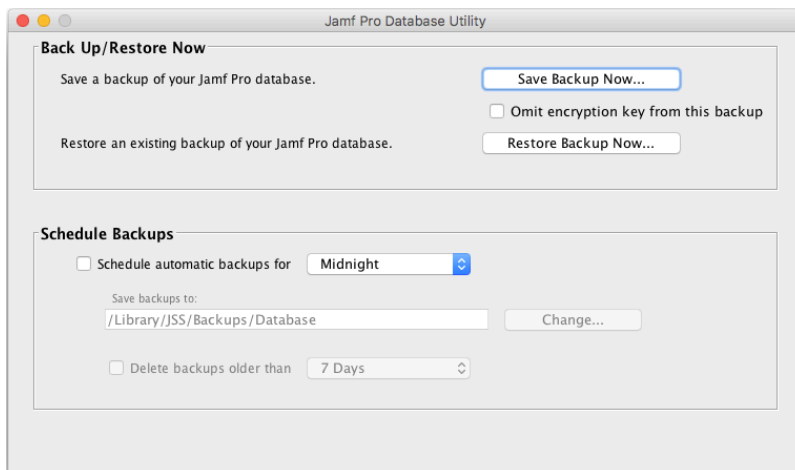 Jamf Pro Database Utility
Back Up/Restore Now
Save a backup of your Jamf Pro database.
Save Backup Now...
Omit encryption key from this backup
Restore an existing backup of your Jamf Pro database.
Restore Backup Now...
Schedule Backups
Schedule automatic backups for
Midnight
Save backups to:
/Library/JSS/Backups/Database
Change...
Delete backups older than
7 Days